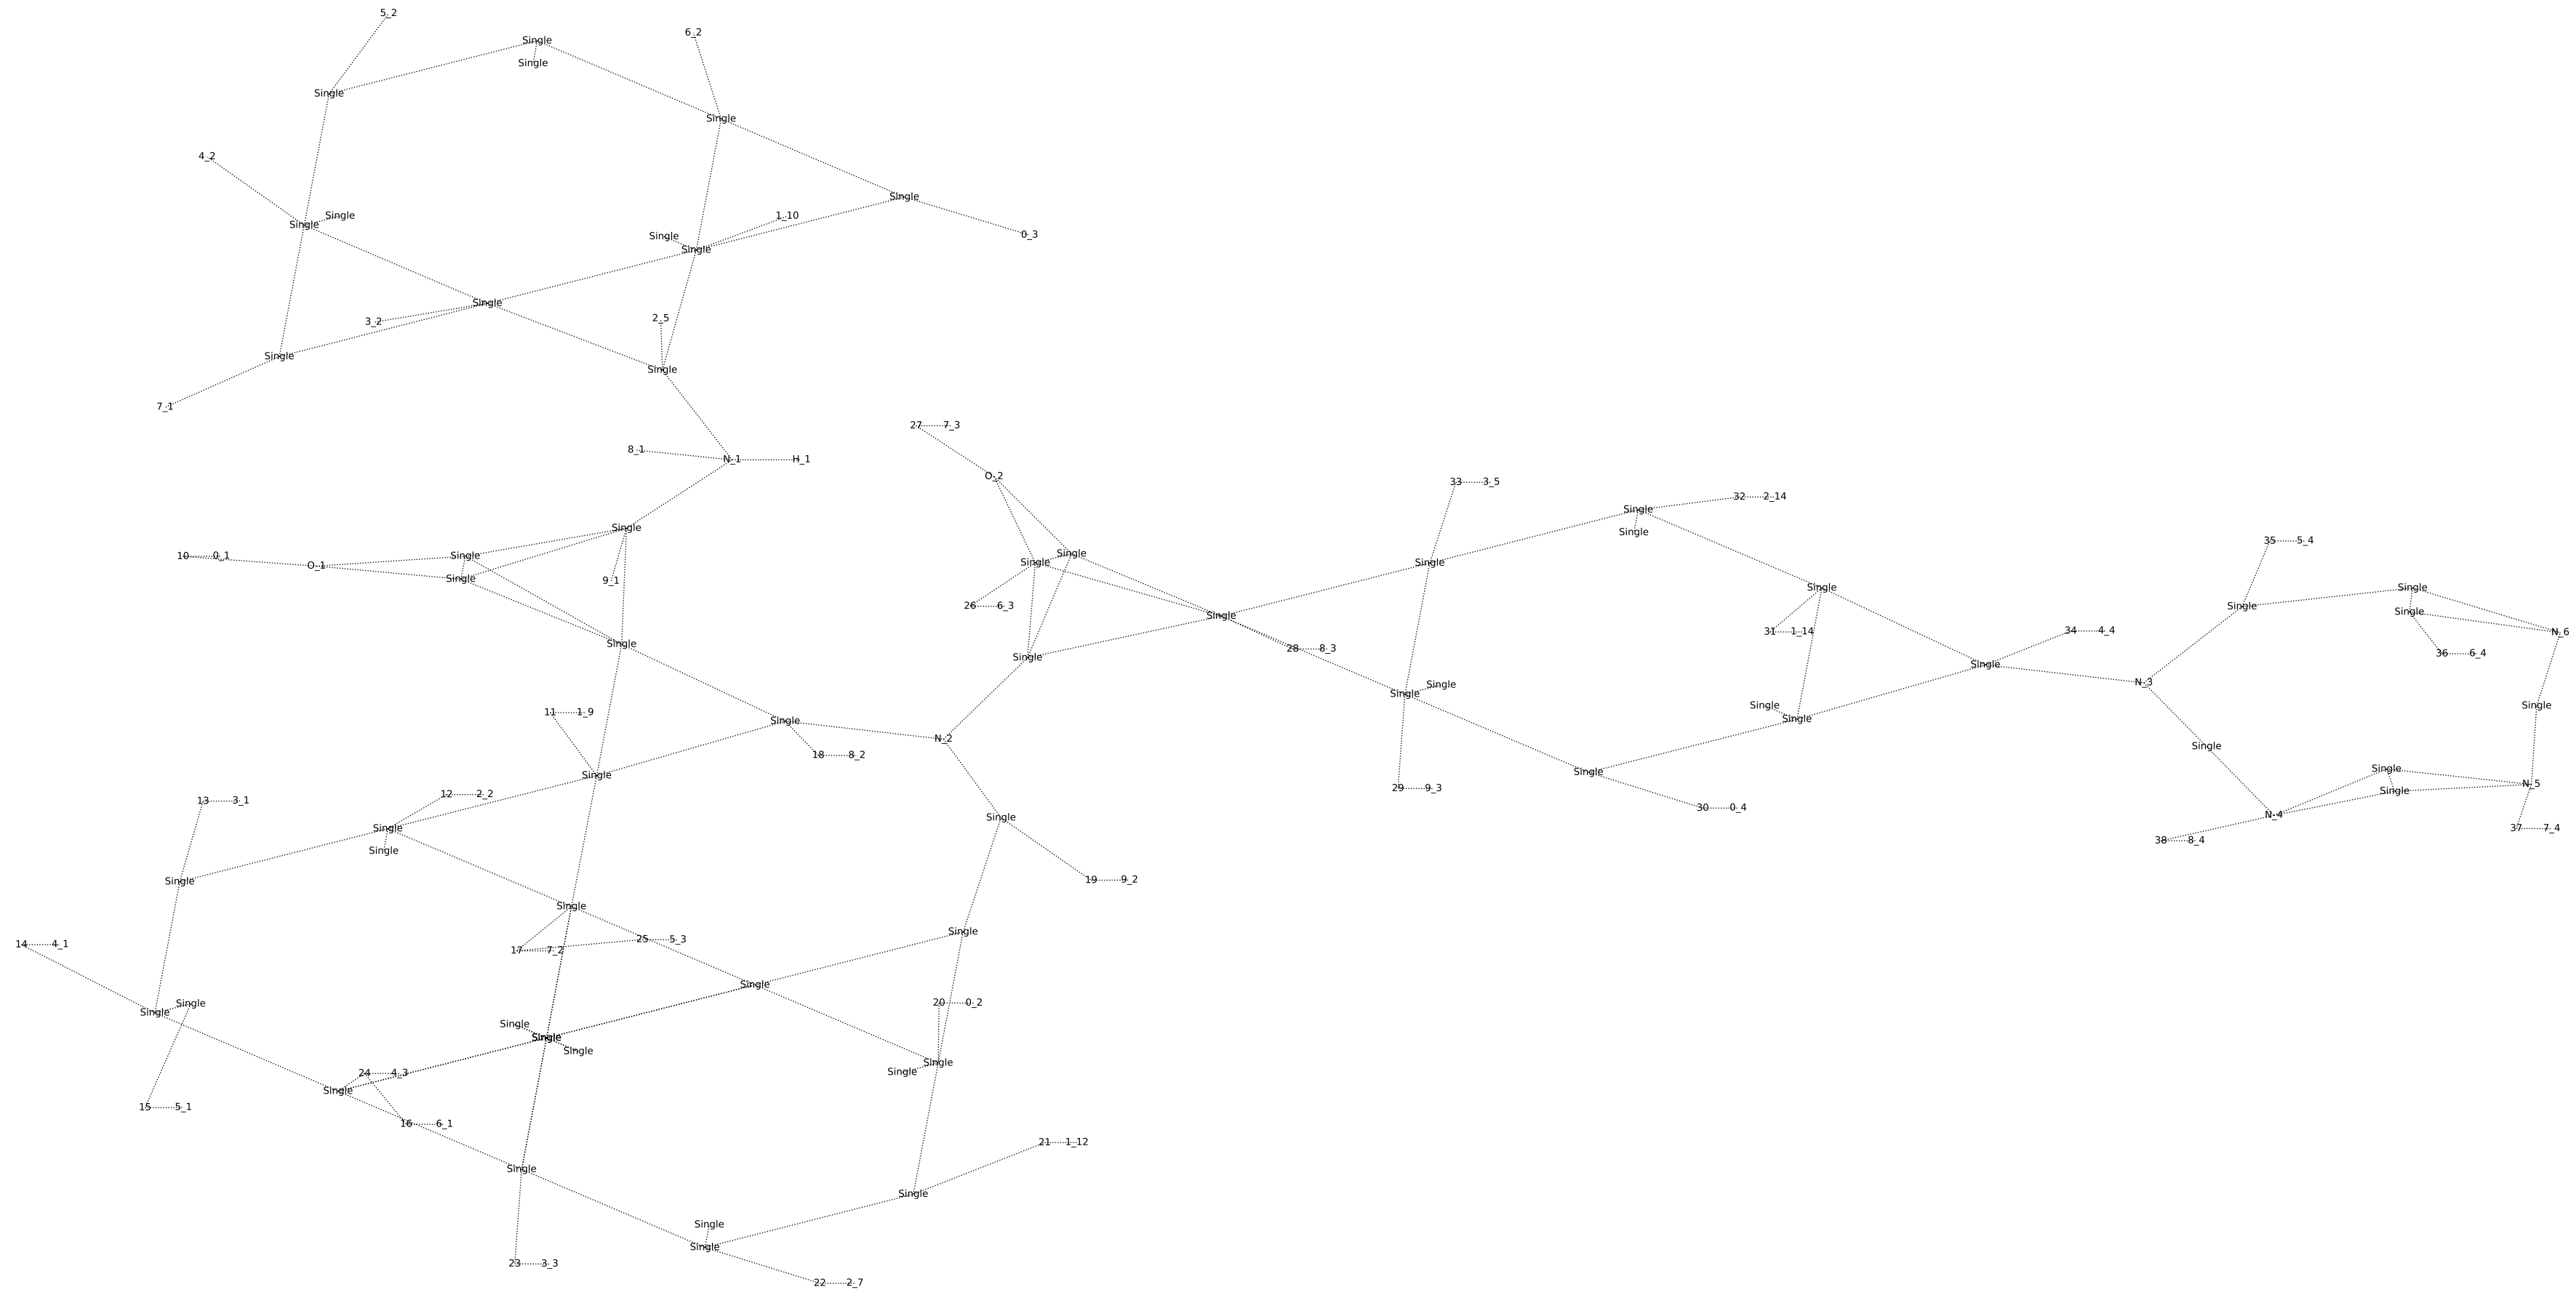 5_2
6_2
Single
Single
Single
Single
4_2
Single
1_10
Single
Single
Single
0_3
Single
Single
3_2
2_5
Single
Single
7_1
27 7_3
8_1
N_1
H_1
O_2
33 3_5
32 2_14
Single
Single
Single
35 5_4
10 0_1
Single
Single
O_1
Single
Single
Single
Single
Single
9_1
26 6_3
Single
Single
Single
31 1_14
34 4_4
N_6
Single
28 8_3
36 6_4
Single
Single
N_3
Single
Single
Single
Single
11 1_9
Single
Single
Single
N_2
Single
18 8_2
Single
Single
Single
Single
N_5
29 9_3
Single
12 2_2
13 3_1
30 0_4
N_4
Single
Single
37 7_4
38 8_4
Single
Single
19 9_2
Single
Single
25 5_3
14 4_1
17 7_2
Single
20 0_2
Single
Single
Single
Single
Single
Single
Single
Single
24 4_3
Single
15 5_1
16 6_1
21 1_12
Single
Single
Single
Single
23 3_3
22 2_7